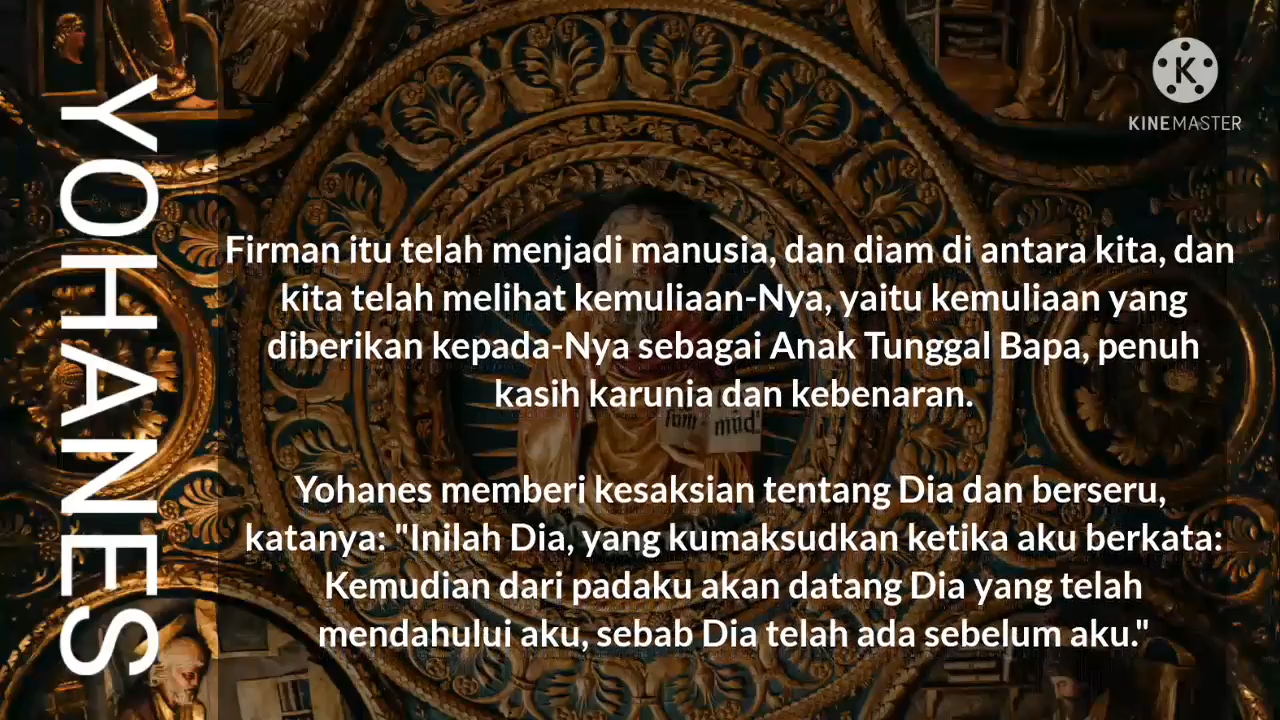 YOHANES
K
KINEMASTER
Firman itu telah menjadi manusia, dan diam di antara kita, dan
kita telah melihat kemuliaan-Nya, yaitu kemuliaan yang
diberikan kepada-Nya sebagai Anak Tunggal Bapa, penuh
kasih karunia dan kebenaran.
Yohanes memberi kesaksian tentang Dia dan berseru,
katanya: "Inilah Dia, yang kumaksudkan ketika aku berkata:
Kemudian dari padaku akan datang Dia yang telah
mendahului aku, sebab Dia telah ada sebelum aku."